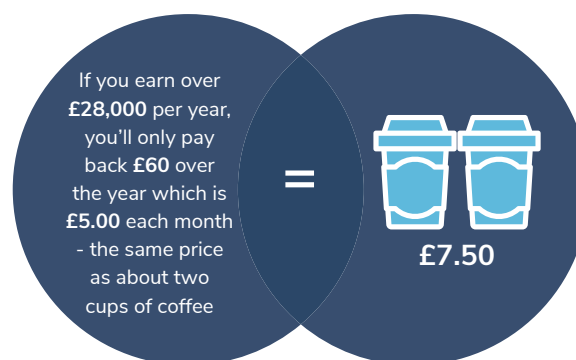 If you earn over
£28,000 per year,
you'll only pay
back £60 over
the year which is
£5.00 each month
- the same price
as about two
cups of coffee
=
£7.50